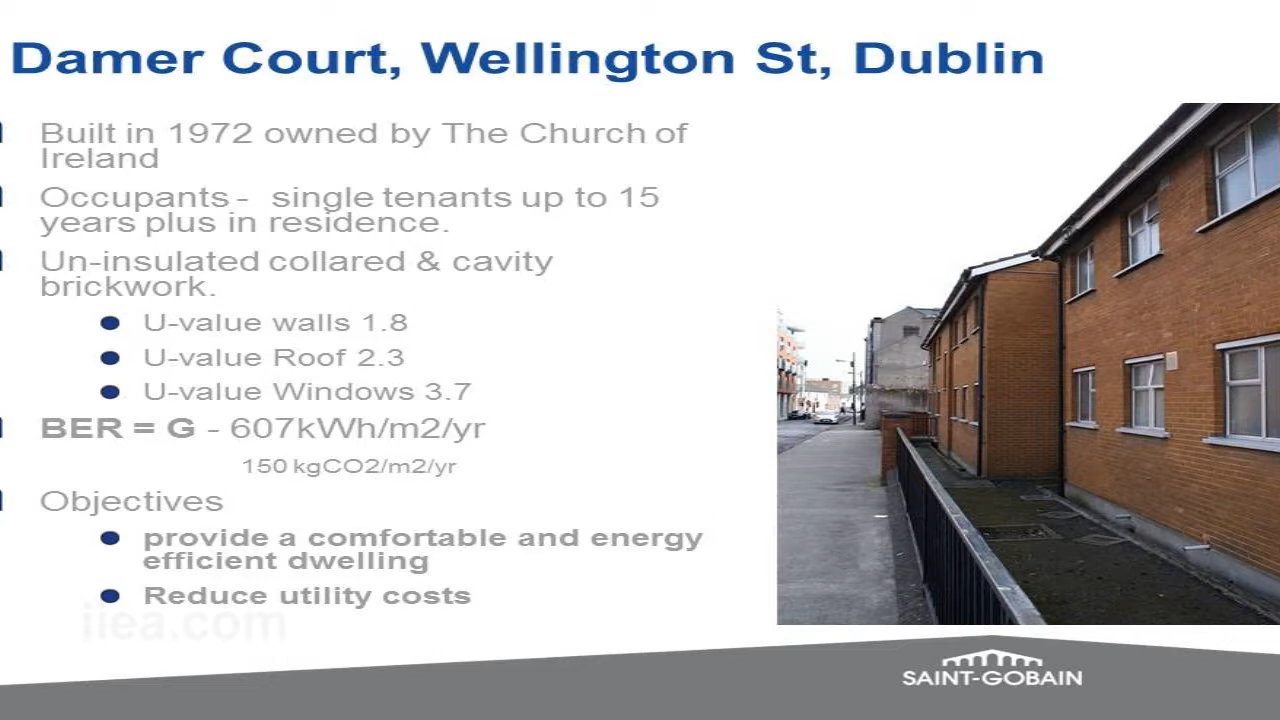 Damer Court, Wellington St, Dublin
Built in 1972 owned by The Church of
Ireland
Occupants - single tenants up to 15
years plus in residence.
Un-insulated collared & cavity
brickwork.
U-value walls 1.8
U-value Roof 2.3
U-value Windows 3.7
BER = G - 607kWh/m2/yr
150 kgCO2/m2/yr
Objectives
provide a comfortable and energy
efficient dwelling
Reduce utility costs
iiea.com
SAINT-GOBAIN